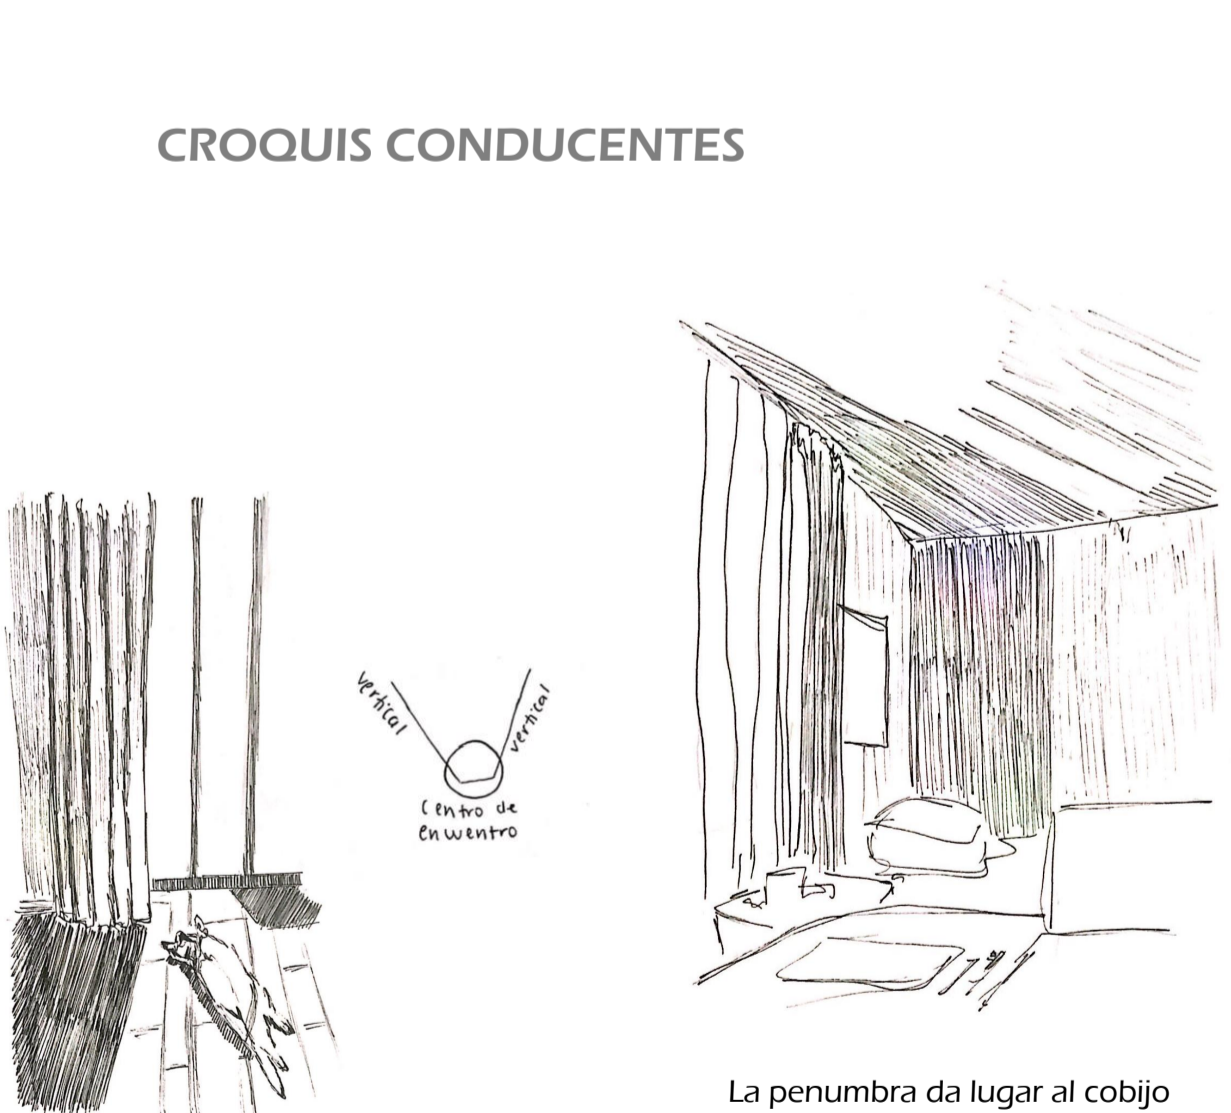 CROQUIS CONDUCENTES
vertical
vertical
Centro de
encuentro
La penumbra da lugar al cobijo